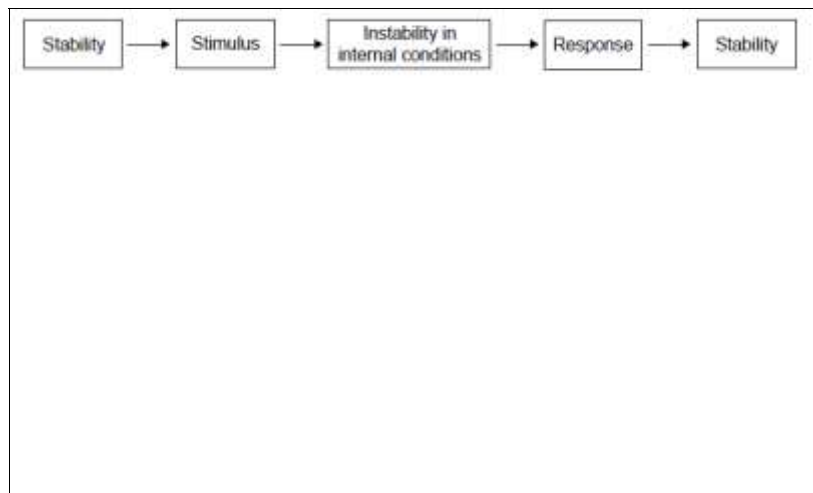 Stability
Stimulus
Instability in
internal conditions
Response
Stability